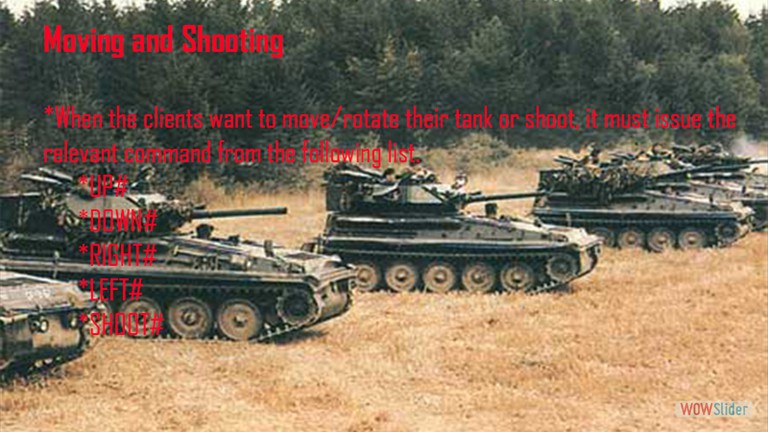 Moving and Shooting
*When the clients want to move/rotate their tank or shoot, it must issue the
relevant command from the following list.
*UP#
*DOWN#
*RIGHT#
*LEFT#
*SHOOT#
WOWSlider